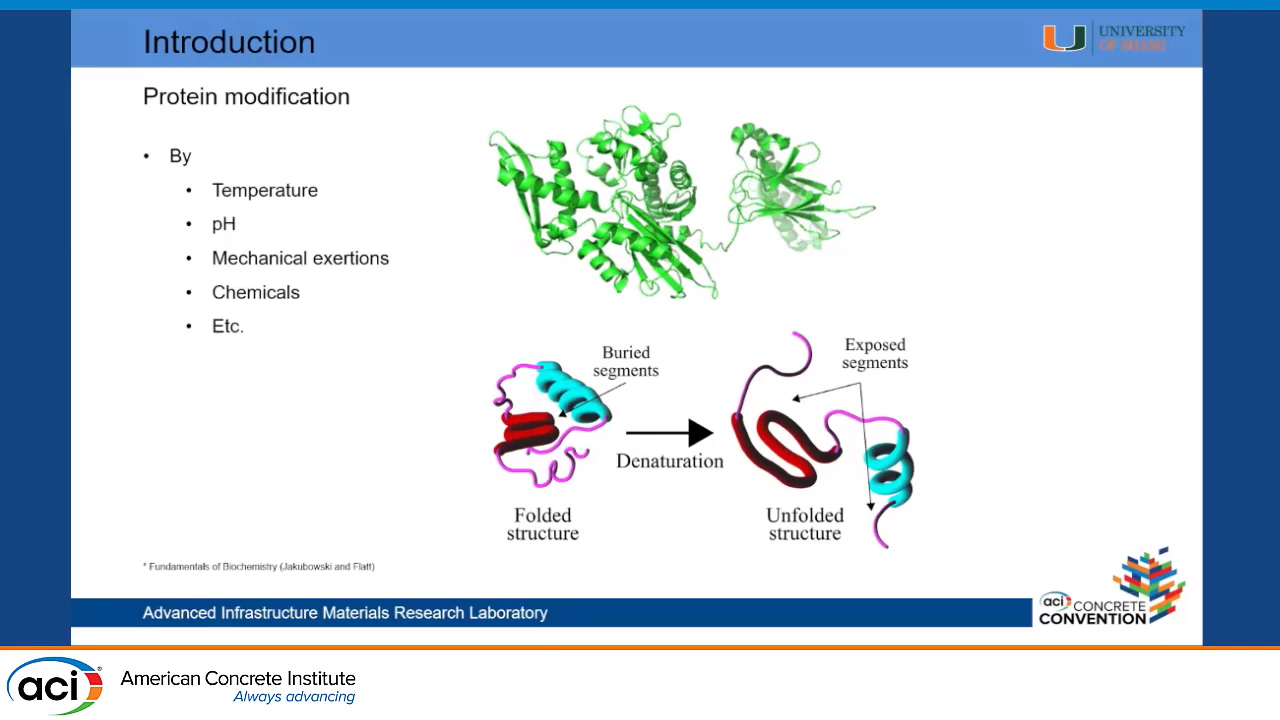 Introduction
UNIVERSITY
OF MIAMI
Protein modification
• By
• Temperature
• pH
• Mechanical exertions
• Chemicals
• Etc.
Buried
segments
Exposed
segments
Denaturation
Folded
structure
Unfolded
structure
* Fundamentals of Biochemistry (Jakubowski and Flatt)
Advanced Infrastructure Materials Research Laboratory
aci CONCRETE
CONVENTION
aci®
American Concrete Institute
Always advancing